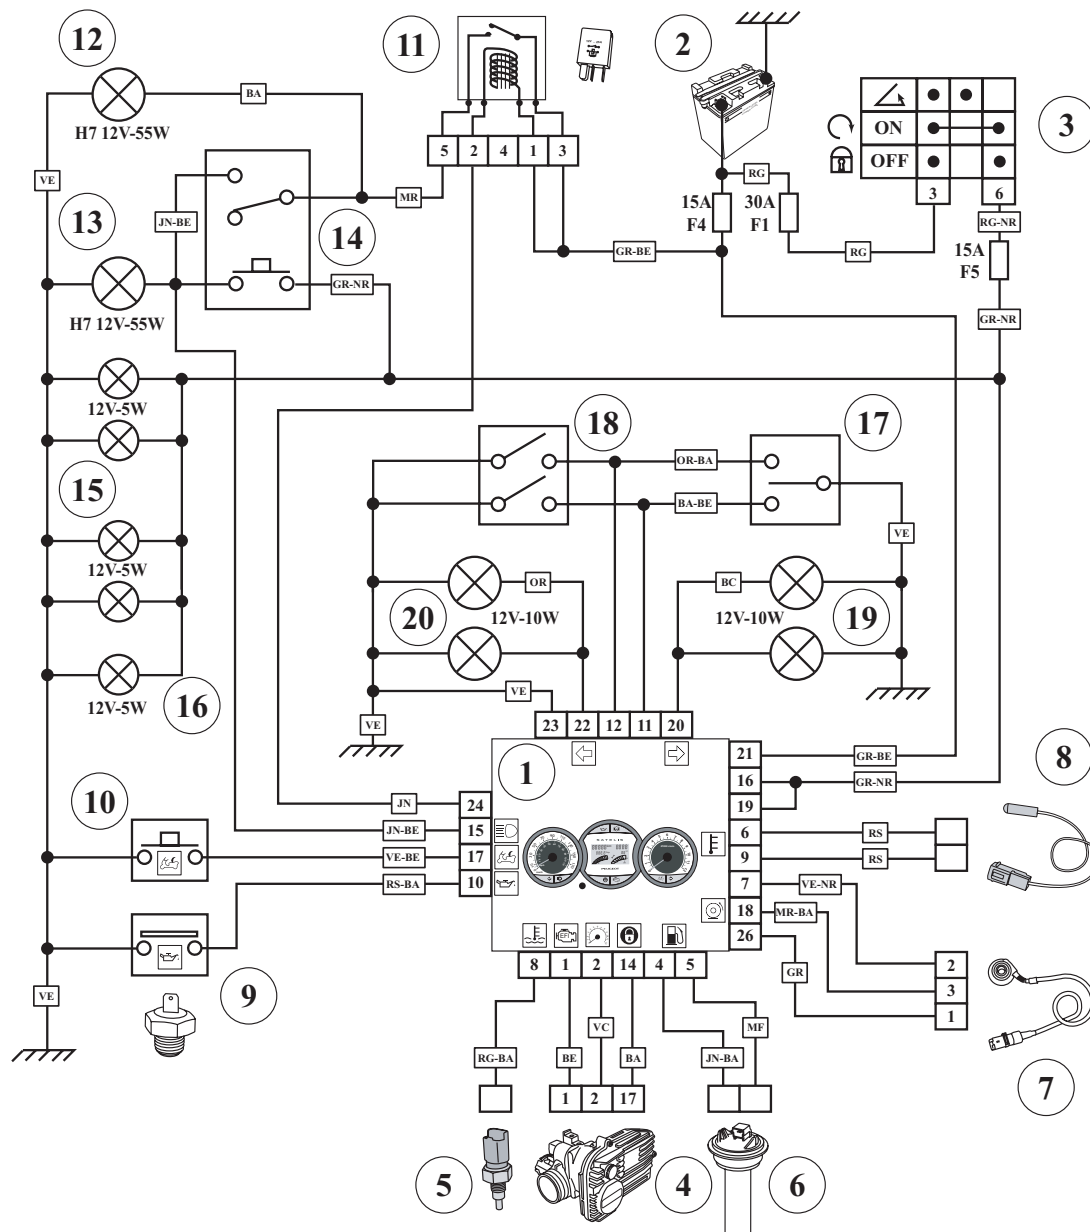 12
11
2
3
BA
H7 12V-55W
5 2 4 1 3
ON
OFF
3 6
VE
13
JN-BE
MR
14
RG
15A
F4
30A
F1
RG-NR
GR-BE
RG
15A
F5
GR-NR
H7 12V-55W
GR-NR
12V-5W
18
17
15
OR-BA
BA-BE
VE
12V-5W
OR
BC
20
12V-10W
12V-10W
19
12V-5W
16
VE
VE
23 22 12 11 20
1
21
GR-BE
8
16
GR-NR
19
10
JN
24
JN-BE
15
6
RS
VE-BE
17
9
RS
RS-BA
10
7
VE-NR
18
MR-BA
26
EFI
2
GR
3
1
9
8 1 2 14 4 5
VE
VC
MF
RG-BA
BE
BA
JN-BA
1 2 17
7
5
4
6